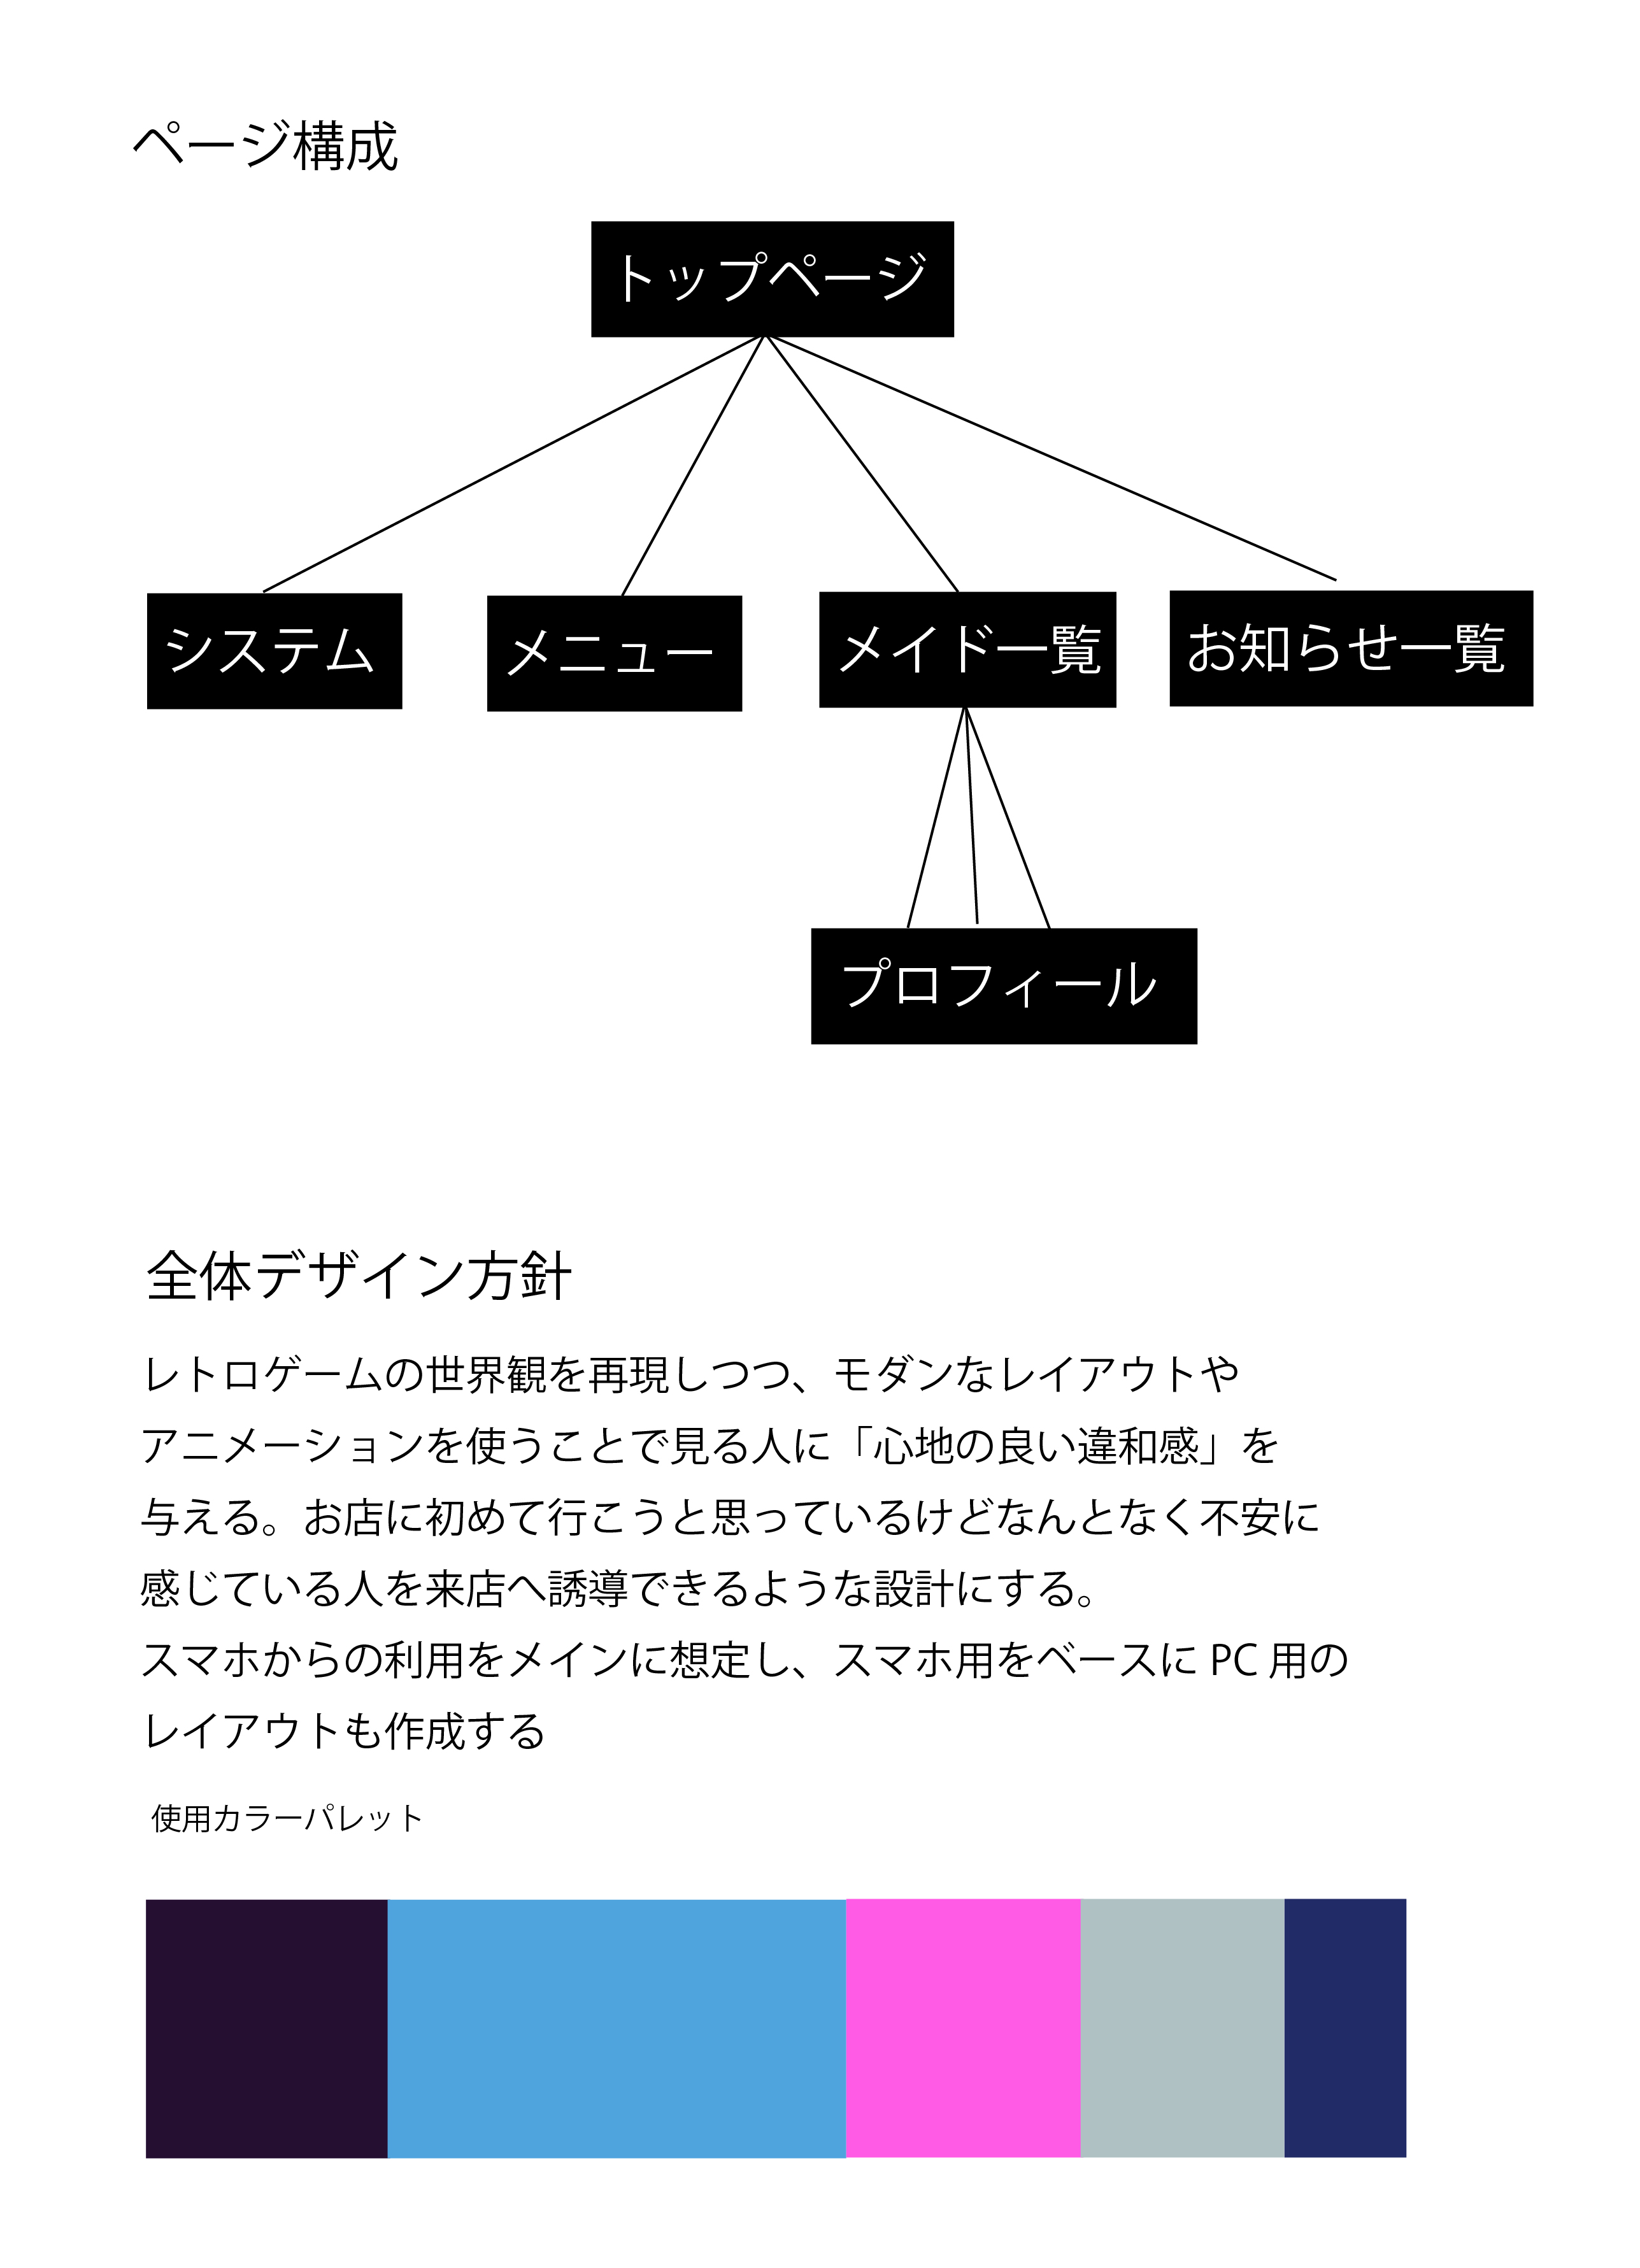 ページ構成
トップページ
システム
メニュー
メイド一覧
お知らせ一覧
プロフィール
全体デザイン方針
レトロゲームの世界観を再現しつつ、モダンなレイアウトや
アニメーションを使うことで見る人に「心地の良い違和感」を
与える。お店に初めて行こうと思っているけどなんとなく不安に
感じている人を来店へ誘導できるような設計にする。
スマホからの利用をメインに想定し、スマホ用をベースに PC 用の
レイアウトも作成する
使用カラーパレット